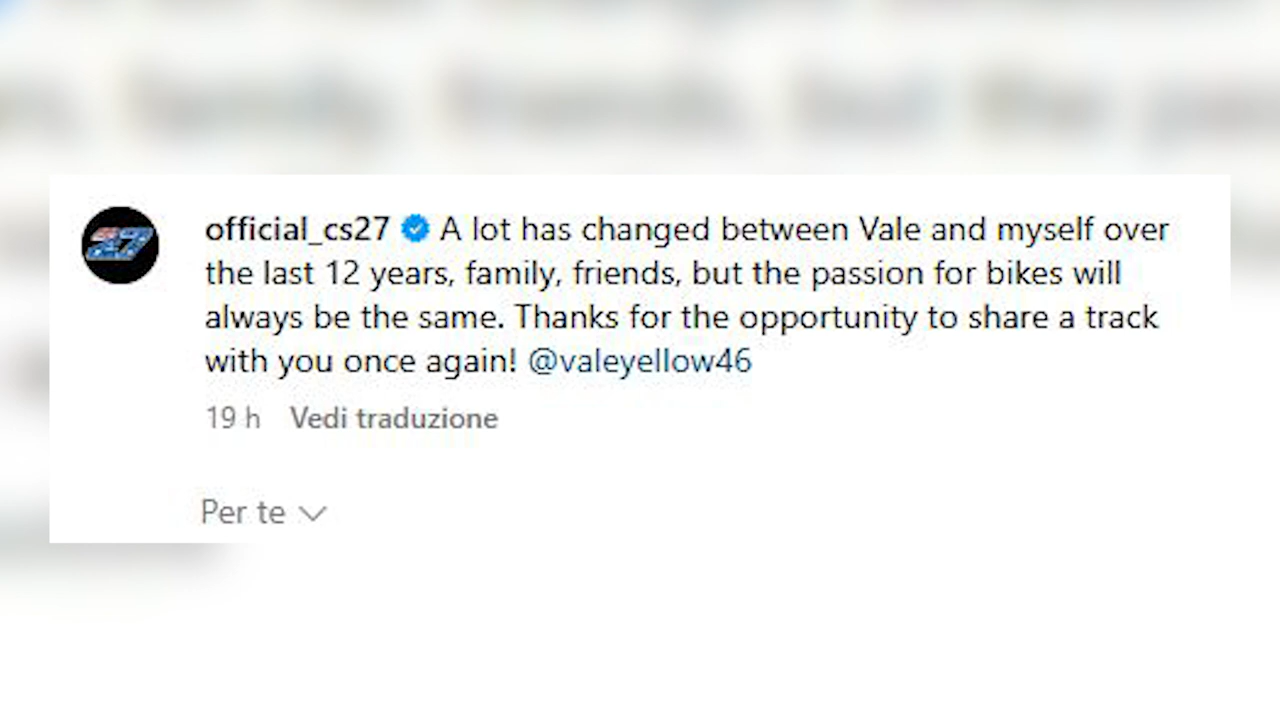 official_cs27 A lot has changed between Vale and myself over
the last 12 years, family, friends, but the passion for bikes will
always be the same. Thanks for the opportunity to share a track
with you once again! @valeyellow46
19 h Vedi traduzione
Per te
27